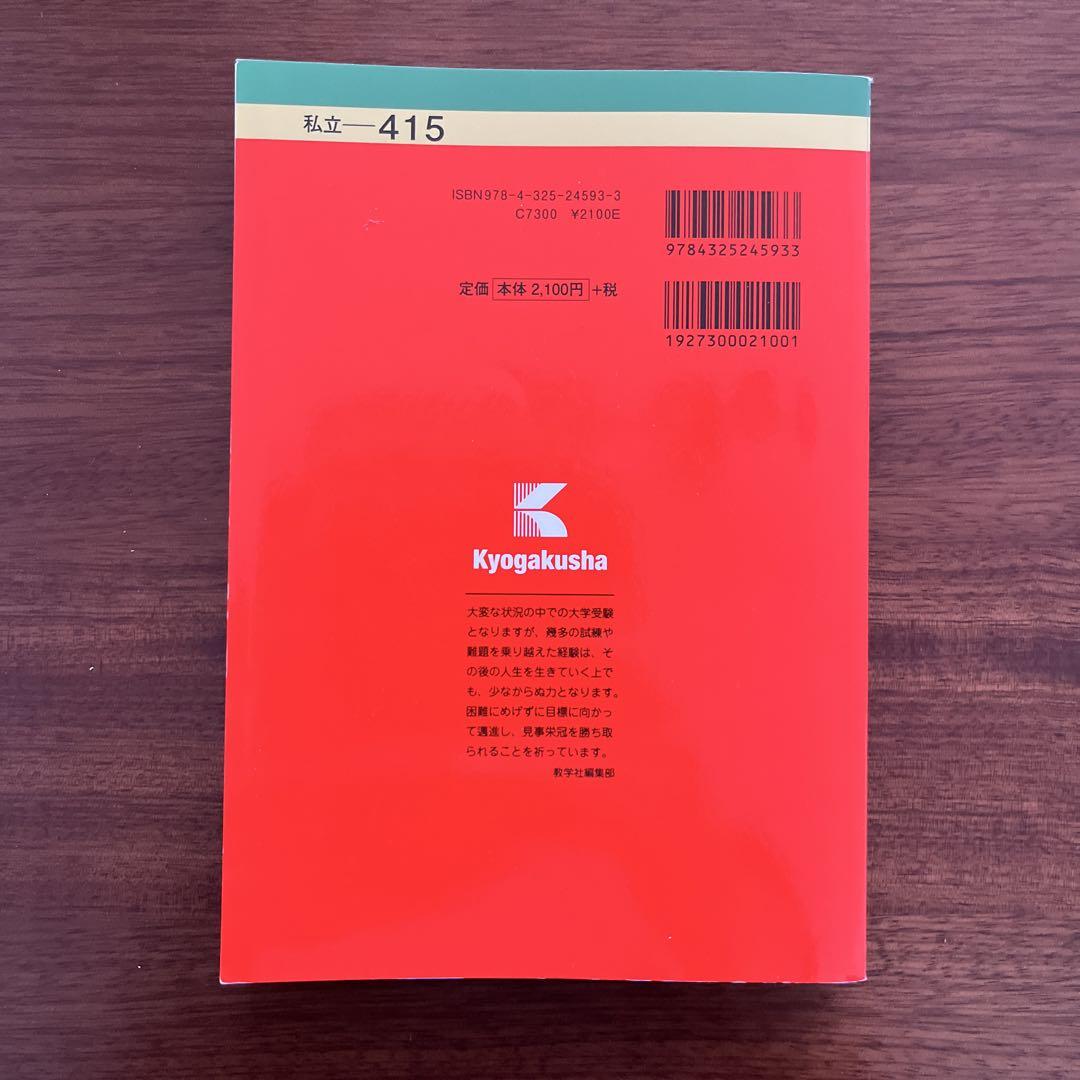 私立―415
ISBN978-4-325-24593-3
C7300 ¥2100E
9784325245933
定価 本体 2,100円 +税
1927300021001
Kyogakusha
大変な状況の中での大学受験
となりますが、幾多の試練や
難題を乗り越えた経験は、そ
の後の人生を生きていく上で
も、少なからぬ力となります。
困難にめげずに目標に向かっ
て邁進し、見事栄冠を勝ち取
られることを祈っています。
教学社編集部